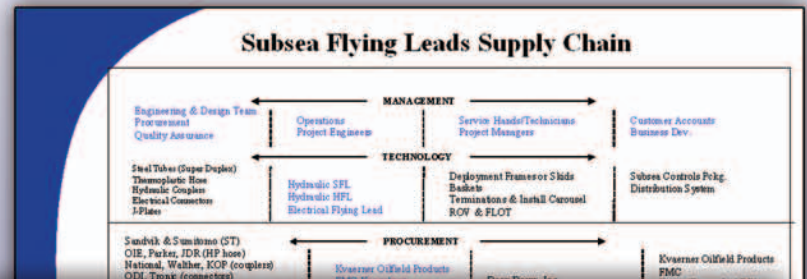 Subsea Flying Leads Supply Chain
MANAGEMENT
Engineering & Design Team
Procurement
Quality Assurance
Operations
Project Engineers
Service Hands/Technicians
Project Managers
Customer Accounts
Business Dev.
TECHNOLOGY
Steel Tubes (Super Duplex)
Thermoplastic Hose
Hydraulic Couplers
Electrical Connectors
J-Plates
Hydraulic SFL
Hydraulic HFL
Electrical Flying Lead
Deployment Frames or Skids
Baskets
Terminations & Install Carousel
ROV & FLOT
Subsea Controls Pckg.
Distribution System
PROCUREMENT
Sandvik & Sumitomo (ST)
OIE, Parker, JDR (HP hose)
National, Walther, KOP (couplers)
ODI, Tronic (connectors)
Kvaerner Oilfield Products
Kvaerner Oilfield Products
FMC